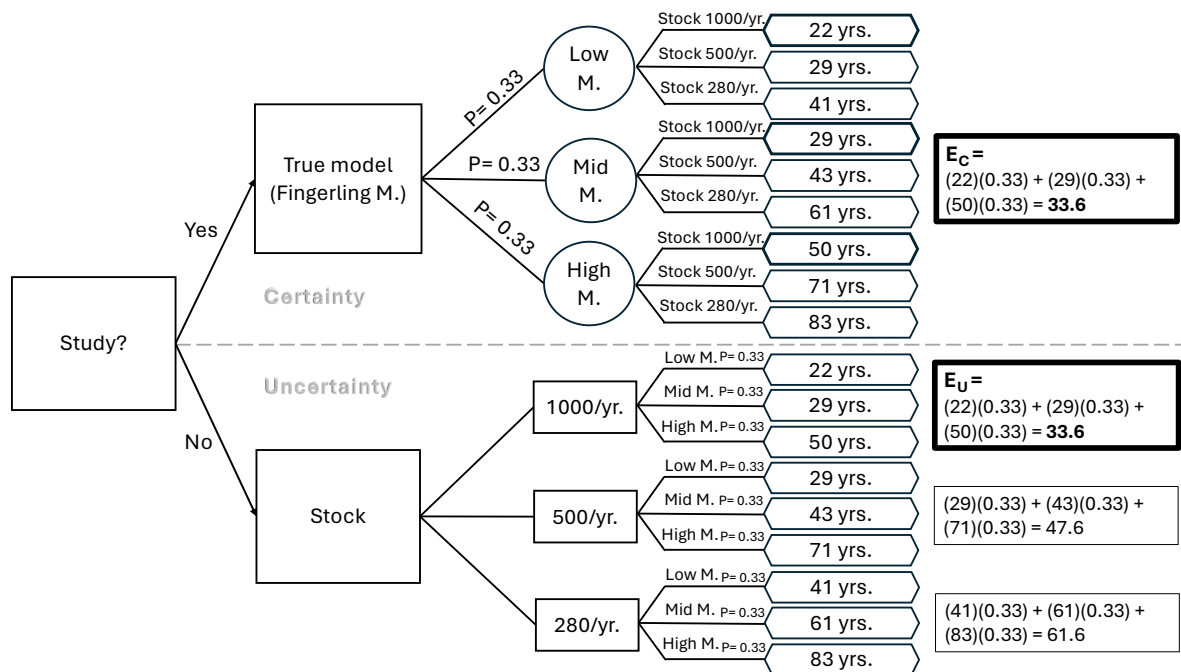 Study?
Yes
No
Certainty
Uncertainty
True model
(Fingerling M.)
P= 0.33
P= 0.33
P= 0.33
Low
M.
Stock 1000/yr.
22 yrs.
Stock 500/yr.
29 yrs.
Stock 280/yr.
41 yrs.
Mid
M.
Stock 1000/yr.
29 yrs.
Stock 500/yr.
43 yrs.
Stock 280/yr.
61 yrs.
High
M.
Stock 1000/yr.
50 yrs.
Stock 500/yr.
71 yrs.
Stock 280/yr.
83 yrs.
EC =
(22)(0.33) + (29)(0.33) +
(50)(0.33) = 33.6
Stock
1000/yr.
Low M. P= 0.33
22 yrs.
Mid M. P= 0.33
29 yrs.
High M. P= 0.33
50 yrs.
EU =
(22)(0.33) + (29)(0.33) +
(50)(0.33) = 33.6
500/yr.
Low M. P= 0.33
29 yrs.
Mid M. P= 0.33
43 yrs.
High M. P= 0.33
71 yrs.
(29)(0.33) + (43)(0.33) +
(71)(0.33) = 47.6
280/yr.
Low M. P= 0.33
41 yrs.
Mid M. P= 0.33
61 yrs.
High M. P= 0.33
83 yrs.
(41)(0.33) + (61)(0.33) +
(83)(0.33) = 61.6